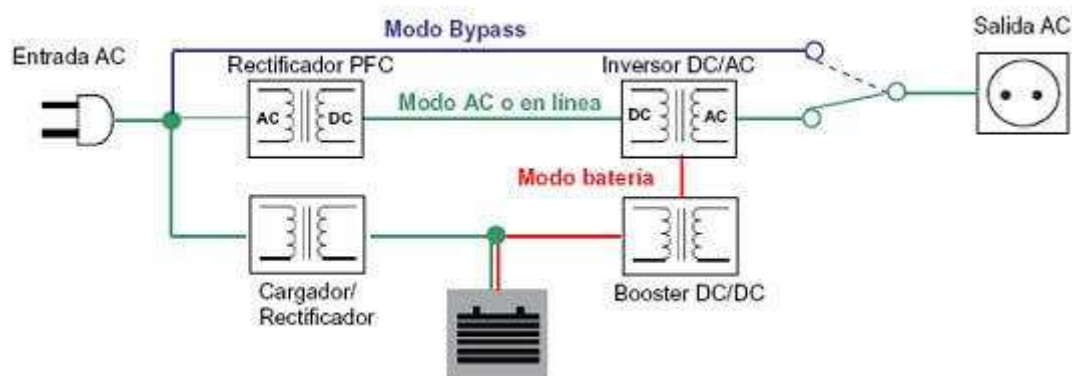 Modo Bypass
Salida AC
Entrada AC
Rectificador PFC
Inversor DC/AC
Modo AC o en línea
AC DC
DC AC
Modo batería
Cargador/
Rectificador
Booster DC/DC